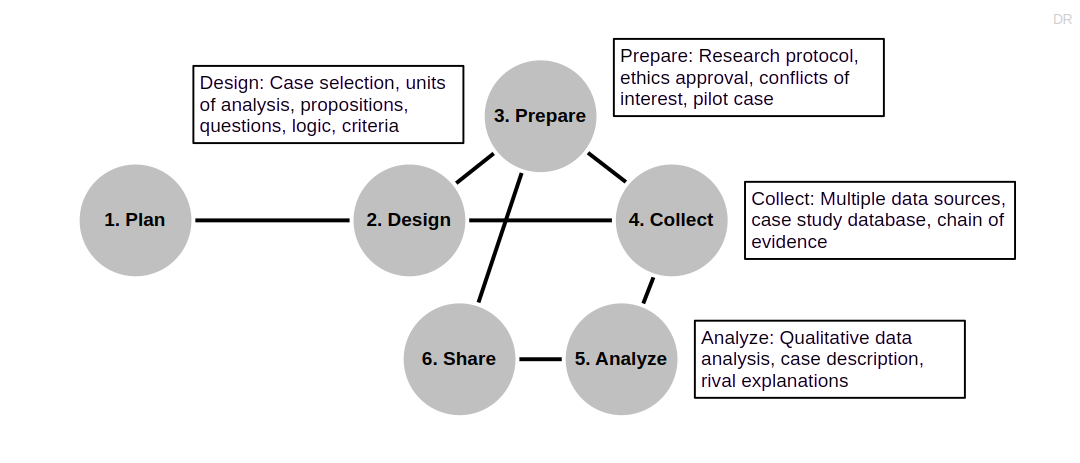 DR
Prepare: Research protocol,
ethics approval, conflicts of
interest, pilot case
Design: Case selection, units
of analysis, propositions,
questions, logic, criteria
3. Prepare
1. Plan
2. Design
4. Collect
Collect: Multiple data sources,
case study database, chain of
evidence
6. Share
5. Analyze
Analyze: Qualitative data
analysis, case description,
rival explanations